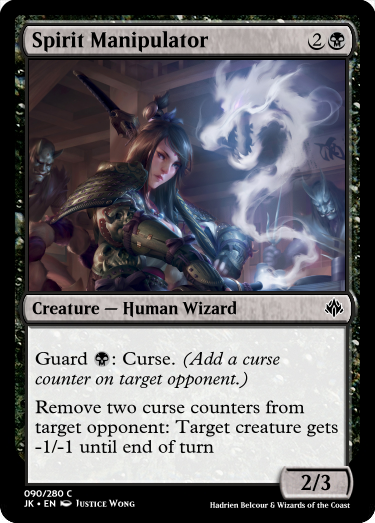 Spirit Manipulator 2
Creature — Human Wizard
Guard : Curse. (Add a curse
counter on target opponent.)
Remove two curse counters from
target opponent: Target creature gets
-1/-1 until end of turn
2/3
090/280 C
JK • EN Justice Wong
Hadrien Belcour & Wizards of the Coast